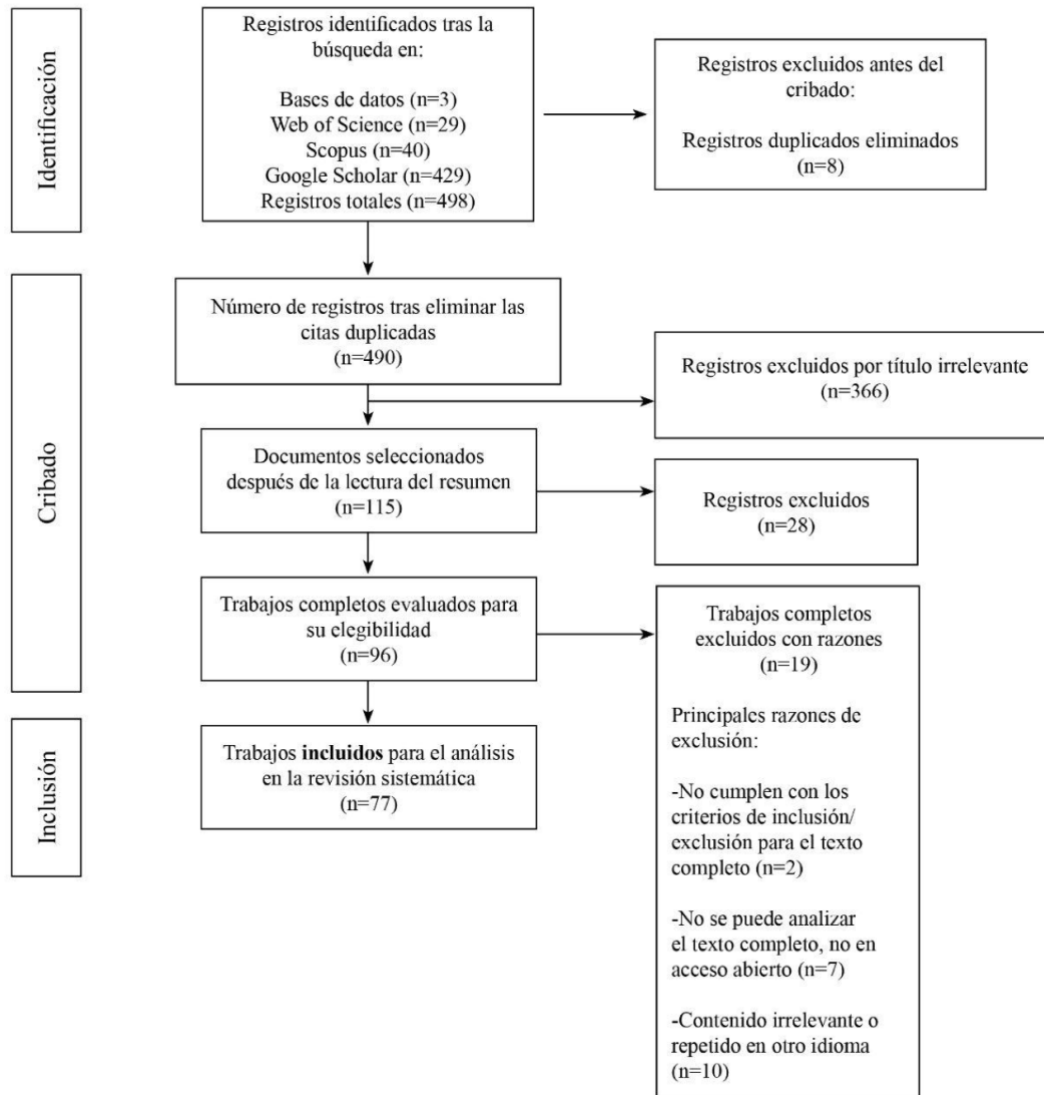 Identificación
Registros identificados tras la
búsqueda en:
Bases de datos (n=3)
Web of Science (n=29)
Scopus (n=40)
Google Scholar (n=429)
Registros totales (n=498)
Registros excluidos antes del
cribado:
Registros duplicados eliminados
(n=8)
Cribado
Número de registros tras eliminar las
citas duplicadas
(n=490)
Registros excluidos por título irrelevante
(n=366)
Documentos seleccionados
después de la lectura del resumen
(n=115)
Registros excluidos
(n=28)
Trabajos completos evaluados para
su elegibilidad
(n=96)
Trabajos completos
excluidos con razones
(n=19)
Principales razones de
exclusión:
-No cumplen con los
criterios de inclusión/
exclusión para el texto
completo (n=2)
-No se puede analizar
el texto completo, no en
acceso abierto (n=7)
-Contenido irrelevante o
repetido en otro idioma
(n=10)
Inclusión
Trabajos incluidos para el análisis
en la revisión sistemática
(n=77)